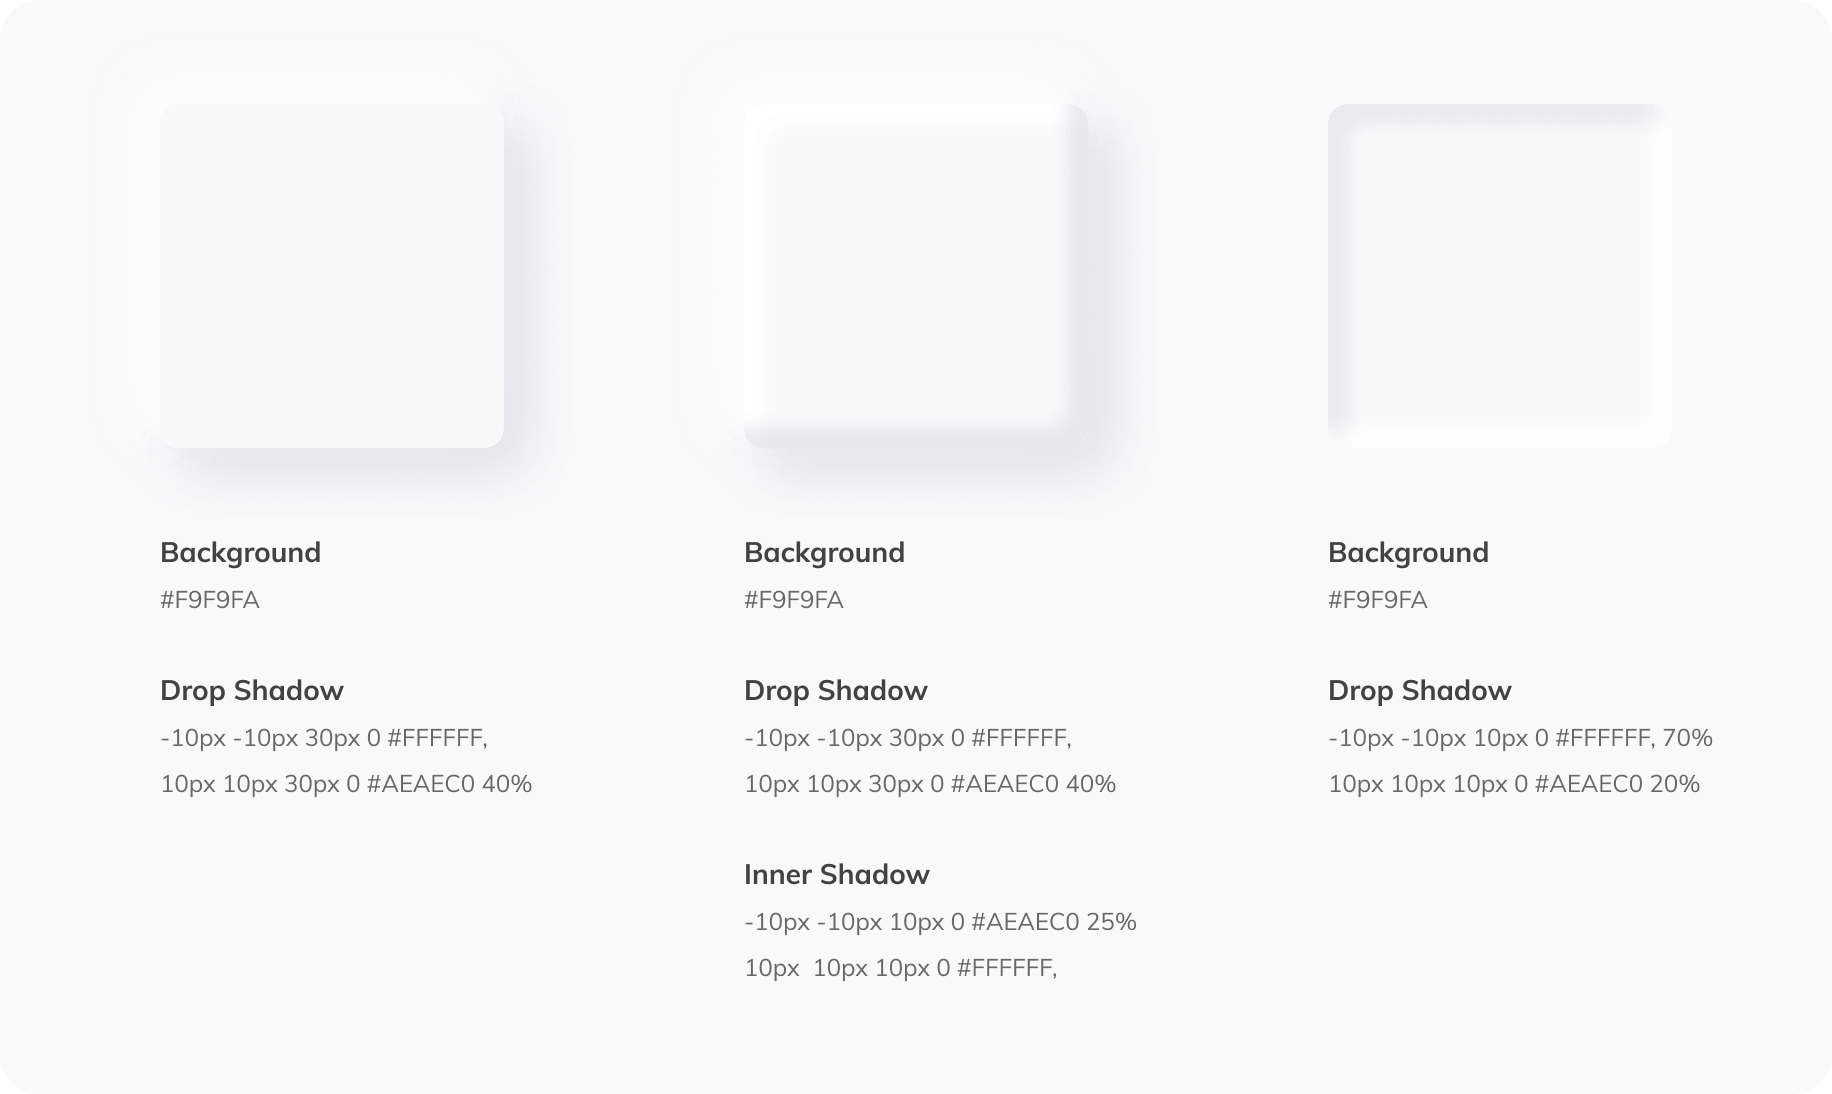 Background
#F9F9FA
Drop Shadow
-10px -10px 30px 0 #FFFFFF,
10px 10px 30px 0 #AEAEC0 40%
Background
#F9F9FA
Drop Shadow
-10px -10px 30px 0 #FFFFFF,
10px 10px 30px 0 #AEAEC0 40%
Inner Shadow
-10px -10px 10px 0 #AEAEC0 25%
10px  10px 10px 0 #FFFFFF,
Background
#F9F9FA
Drop Shadow
-10px -10px 10px 0 #FFFFFF, 70%
10px 10px 10px 0 #AEAEC0 20%